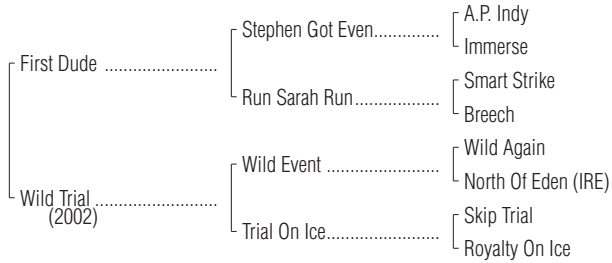 A.P. Indy
Stephen Got Even..............
Immerse
First Dude ........................
Smart Strike
Run Sarah Run..................
Breech
Wild Again
Wild Event .......................
North Of Eden (IRE)
Wild Trial..........................
(2002)
Skip Trial
Trial On Ice.......................
Royalty On Ice